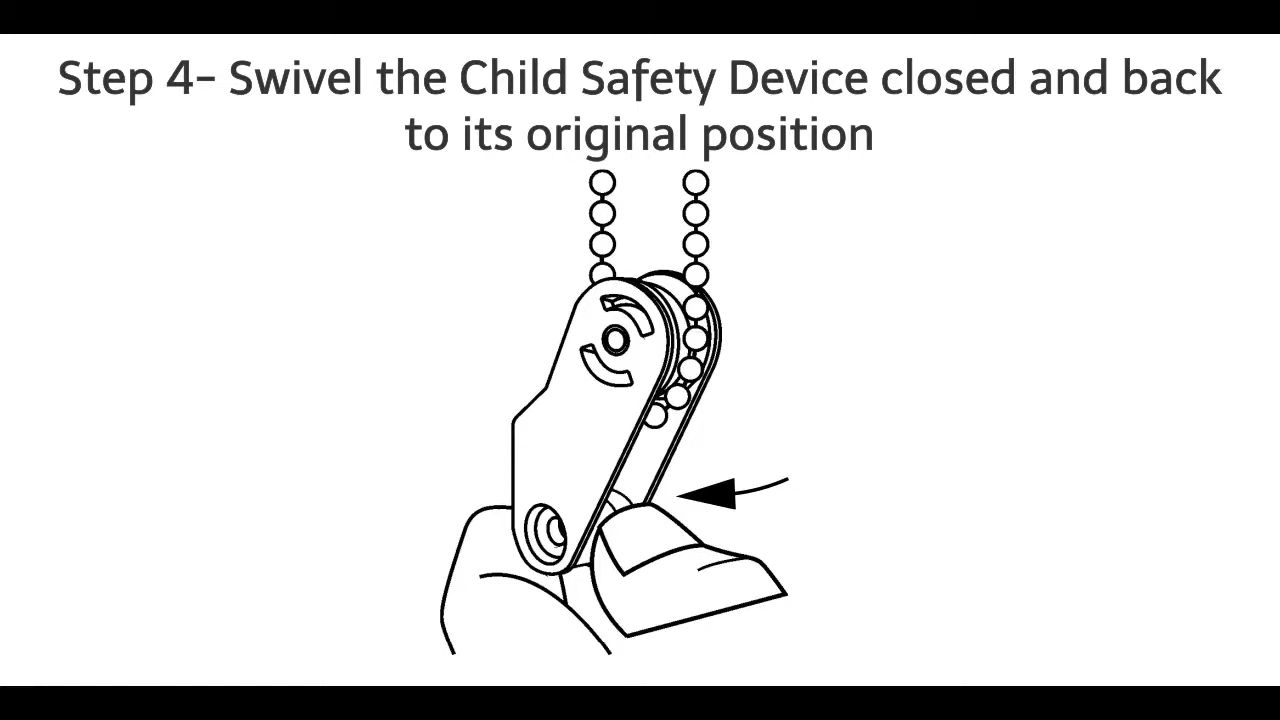 Step 4- Swivel the Child Safety Device closed and back
to its original position